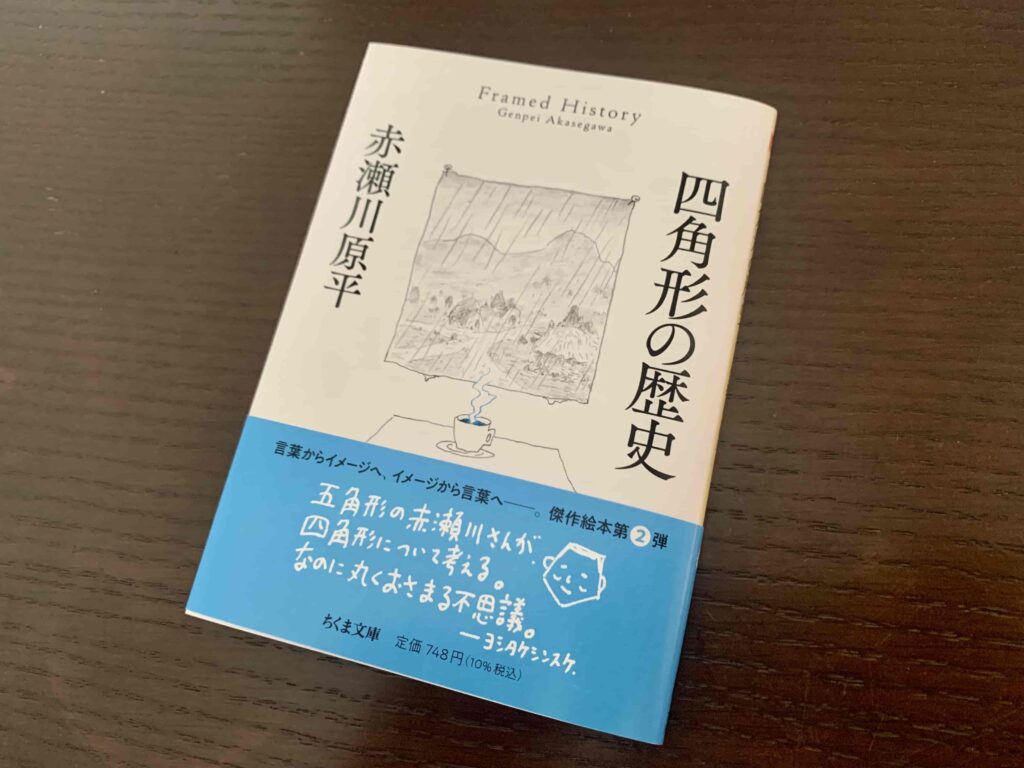 Framed History
Genpei Akasegawa
四角形の歴史
赤瀬川原平
言葉からイメージへ、イメージから言葉へ――。傑作絵本第2弾
五角形の赤瀬川さんが、
四角形について考える。
なのに丸くおさまる不思議。
―ヨシタケシンスケ.
ちくま文庫 定価748円(10%税込)